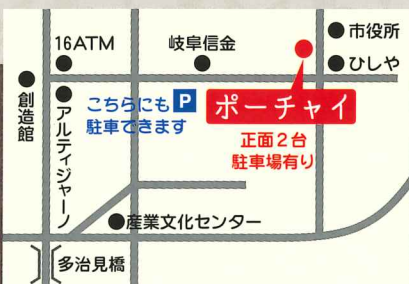 市役所
16ATM
岐阜信金
ひしや
創造館
アルティジャーノ
こちらにも P
駐車できます
ポーチャイ
正面2台
駐車場有り
産業文化センター
多治見橋